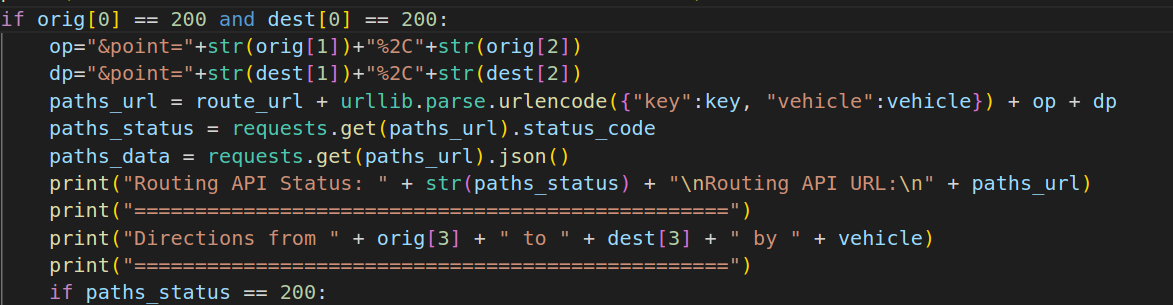 if orig[0] == 200 and dest[0] == 200:
    op="&point="+str(orig[1])+"%2C"+str(orig[2])
    dp="&point="+str(dest[1])+"%2C"+str(dest[2])
    paths_url = route_url + urllib.parse.urlencode({"key":key, "vehicle":vehicle}) + op + dp
    paths_status = requests.get(paths_url).status_code
    paths_data = requests.get(paths_url).json()
    print("Routing API Status: " + str(paths_status) + "\nRouting API URL:\n" + paths_url)
    print("=================================================")
    print("Directions from " + orig[3] + " to " + dest[3] + " by " + vehicle)
    print("=================================================")
    if paths_status == 200: